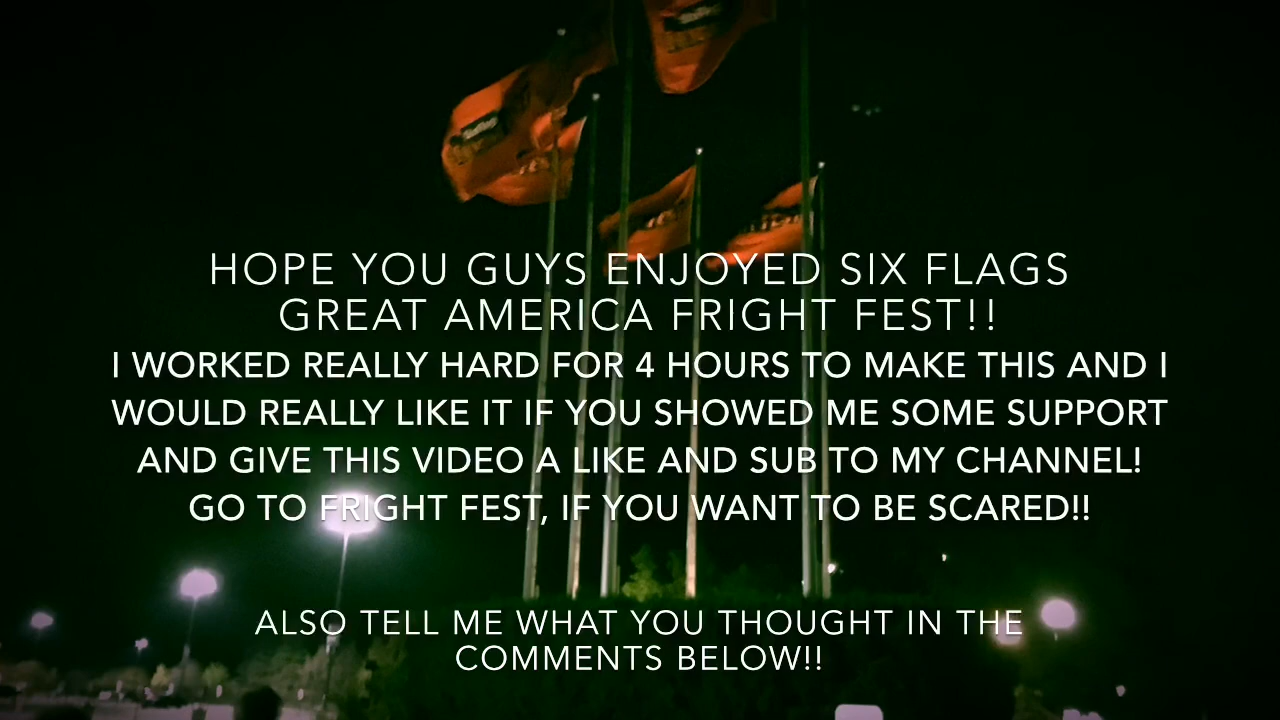 HOPE YOU GUYS ENJOYED SIX FLAGS
GREAT AMERICA FRIGHT FEST!!
I WORKED REALLY HARD FOR 4 HOURS TO MAKE THIS AND I
WOULD REALLY LIKE IT IF YOU SHOWED ME SOME SUPPORT
AND GIVE THIS VIDEO A LIKE AND SUB TO MY CHANNEL!
GO TO FRIGHT FEST, IF YOU WANT TO BE SCARED!!
ALSO TELL ME WHAT YOU THOUGHT IN THE
COMMENTS BELOW!!